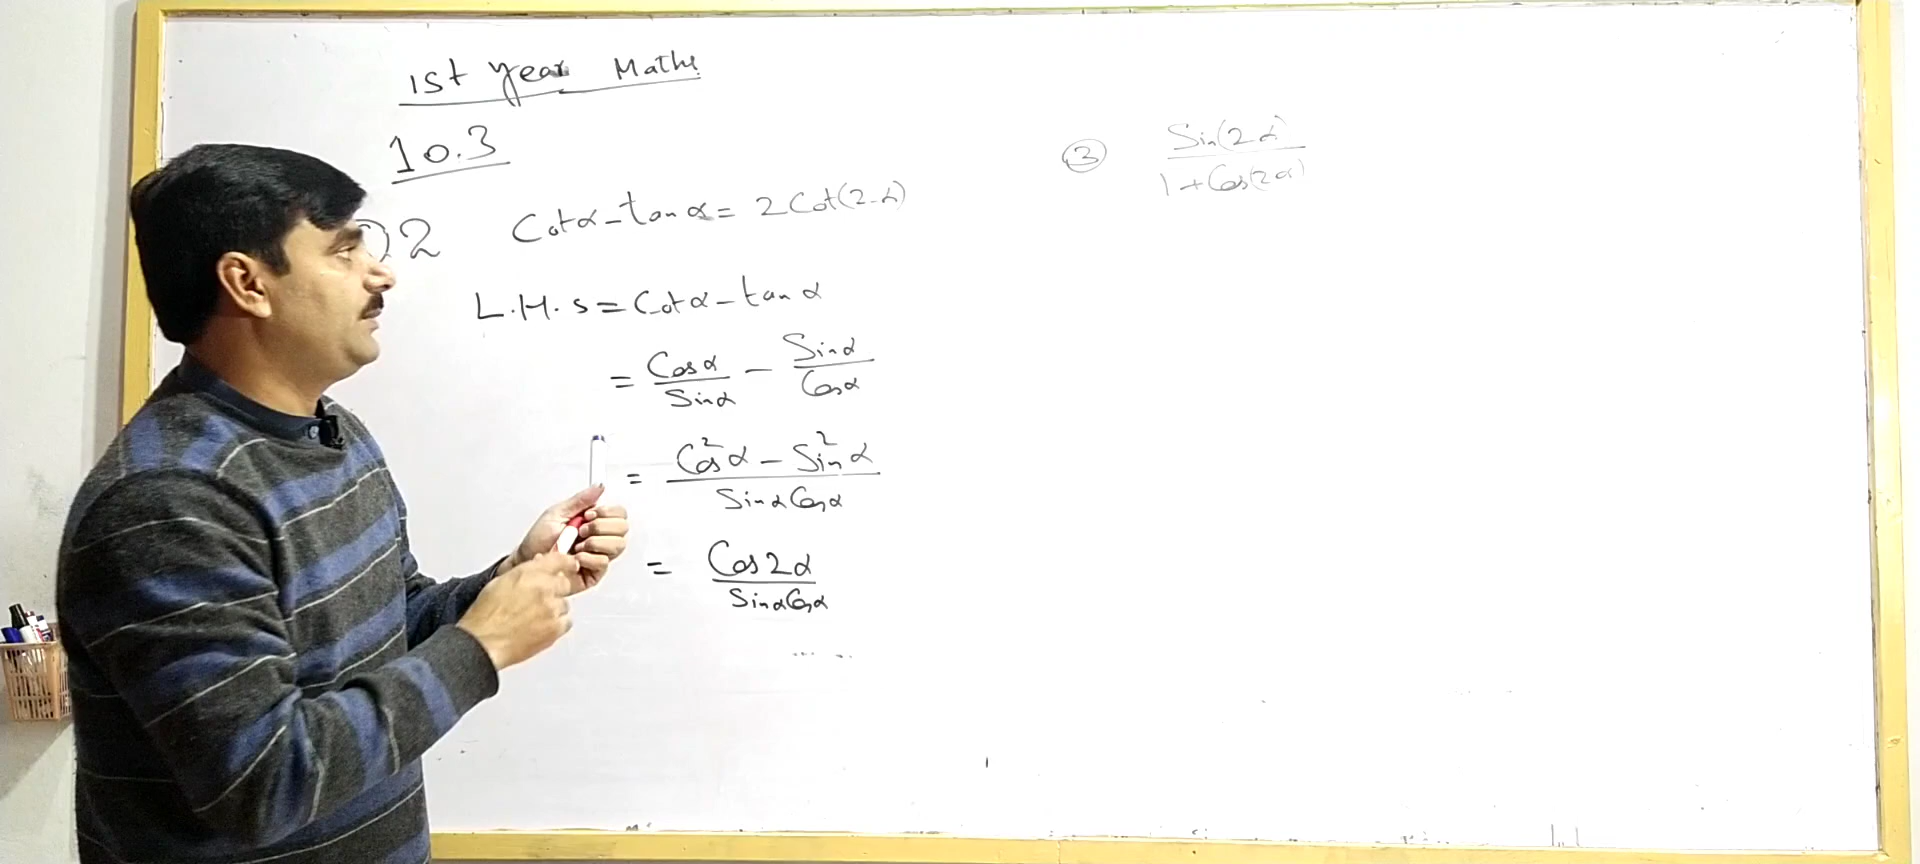 1st year Maths
10.3
Q2 Cotα - tanα = 2Cot(2α)
L.H.S = Cotα - tanα
= Cosα/Sinα - Sinα/Cosα
= Cos²α - Sin²α / SinαCosα
= Cos2α / SinαCosα
③ Sin(2α) / 1+Cos(2α)